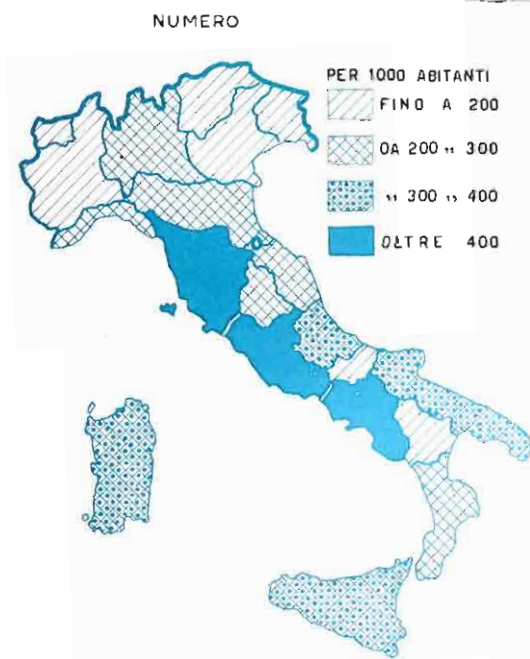 NUMERO
PER 1000 ABITANTI
FINO A 200
DA 200 ,, 300
,, 300 ,, 400
OLTRE 400